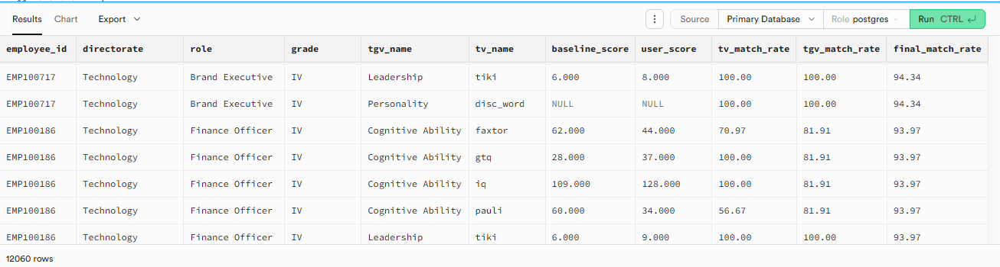 Results Chart Export Source Primary Database Role postgres Run CTRL
employee_id directorate role grade tgv_name tv_name baseline_score user_score tv_match_rate tgv_match_rate final_match_rate
EMP100717 Technology Brand Executive IV Leadership tiki 6.000 8.000 100.00 100.00 94.34
EMP100717 Technology Brand Executive IV Personality disc_word NULL NULL 100.00 100.00 94.34
EMP100186 Technology Finance Officer IV Cognitive Ability faxtor 62.000 44.000 70.97 81.91 93.97
EMP100186 Technology Finance Officer IV Cognitive Ability gtq 28.000 37.000 100.00 81.91 93.97
EMP100186 Technology Finance Officer IV Cognitive Ability iq 109.000 128.000 100.00 81.91 93.97
EMP100186 Technology Finance Officer IV Cognitive Ability pauli 60.000 34.000 56.67 81.91 93.97
EMP100186 Technology Finance Officer IV Leadership tiki 6.000 9.000 100.00 100.00 93.97
12060 rows